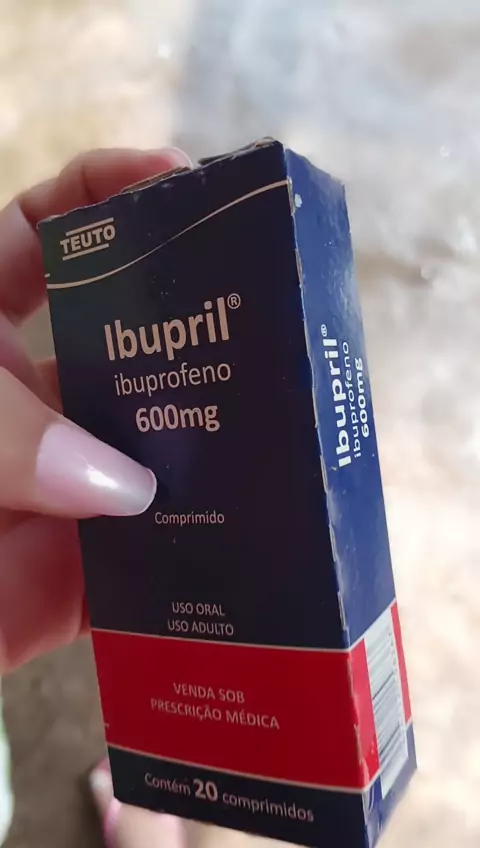 TEUTO
Ibupril®
ibuprofeno
600mg
Comprimido
USO ORAL
USO ADULTO
VENDA SOB
PRESCRIÇÃO MÉDICA
Contém 20 comprimidos
Ibupril®
ibuprofeno
600mg